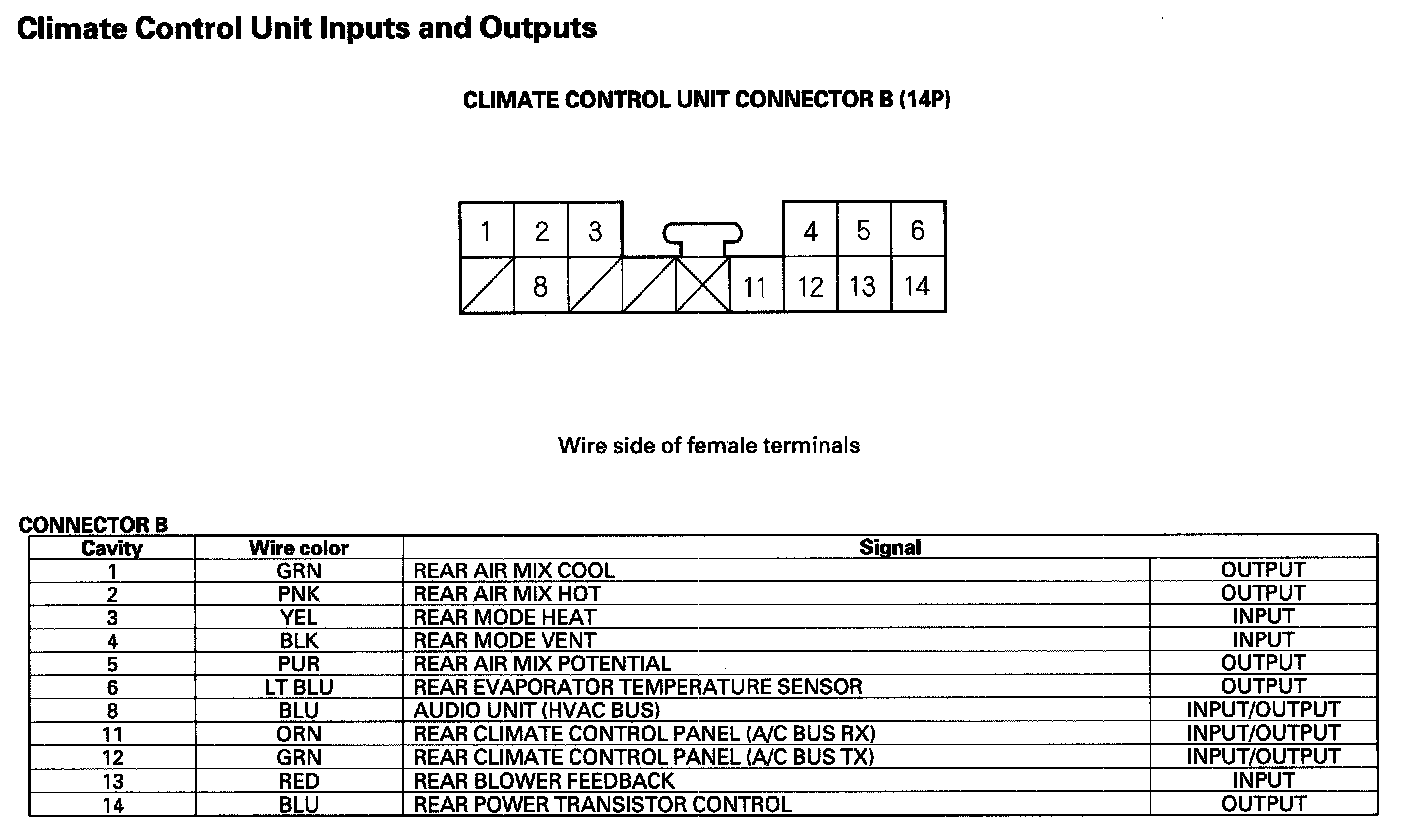 Climate Control Unit Inputs and Outputs
CLIMATE CONTROL UNIT CONNECTOR B (14P)
1 2 3 4 5 6
8 11 12 13 14
Wire side of female terminals
CONNECTOR B
Cavity Wire color Signal
1 GRN REAR AIR MIX COOL OUTPUT
2 PNK REAR AIR MIX HOT OUTPUT
3 YEL REAR MODE HEAT INPUT
4 BLK REAR MODE VENT INPUT
5 PUR REAR AIR MIX POTENTIAL OUTPUT
6 LT BLU REAR EVAPORATOR TEMPERATURE SENSOR OUTPUT
8 BLU AUDIO UNIT (HVAC BUS) INPUT/OUTPUT
11 ORN REAR CLIMATE CONTROL PANEL (A/C BUS RX) INPUT/OUTPUT
12 GRN REAR CLIMATE CONTROL PANEL (A/C BUS TX) INPUT/OUTPUT
13 RED REAR BLOWER FEEDBACK INPUT
14 BLU REAR POWER TRANSISTOR CONTROL OUTPUT